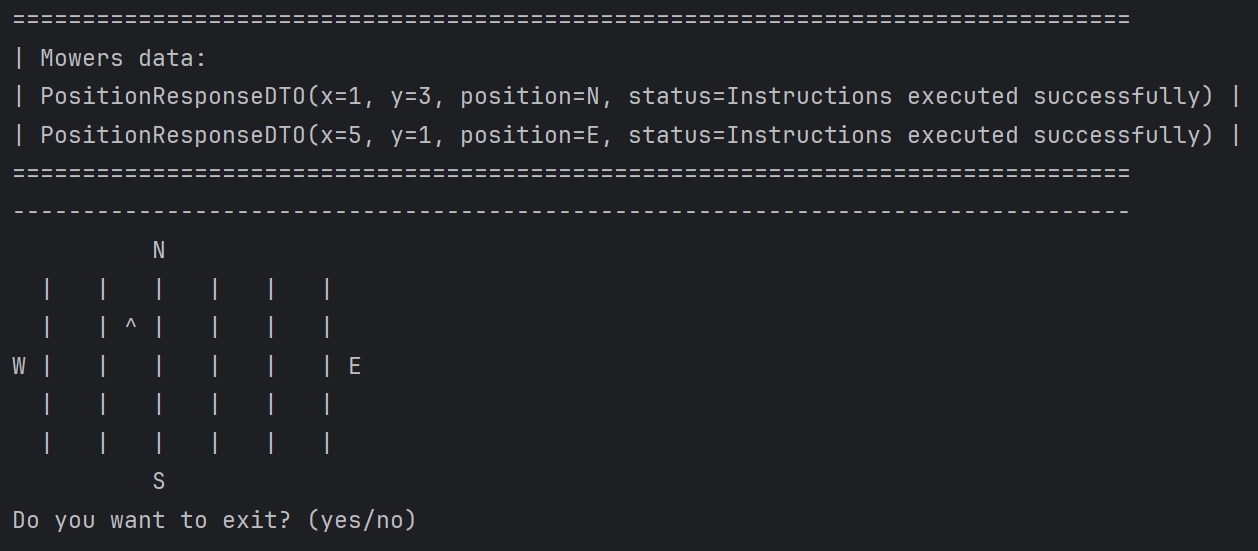 ================================================================================
| Mowers data:
| PositionResponseDTO(x=1, y=3, position=N, status=Instructions executed successfully) |
| PositionResponseDTO(x=5, y=1, position=E, status=Instructions executed successfully) |
================================================================================
--------------------------------------------------------------------------------
          N
  |   |   |   |   |   |
  |   | ^ |   |   |   |
W |   |   |   |   |   | E
  |   |   |   |   |   |
  |   |   |   |   |   |
          S
Do you want to exit? (yes/no)